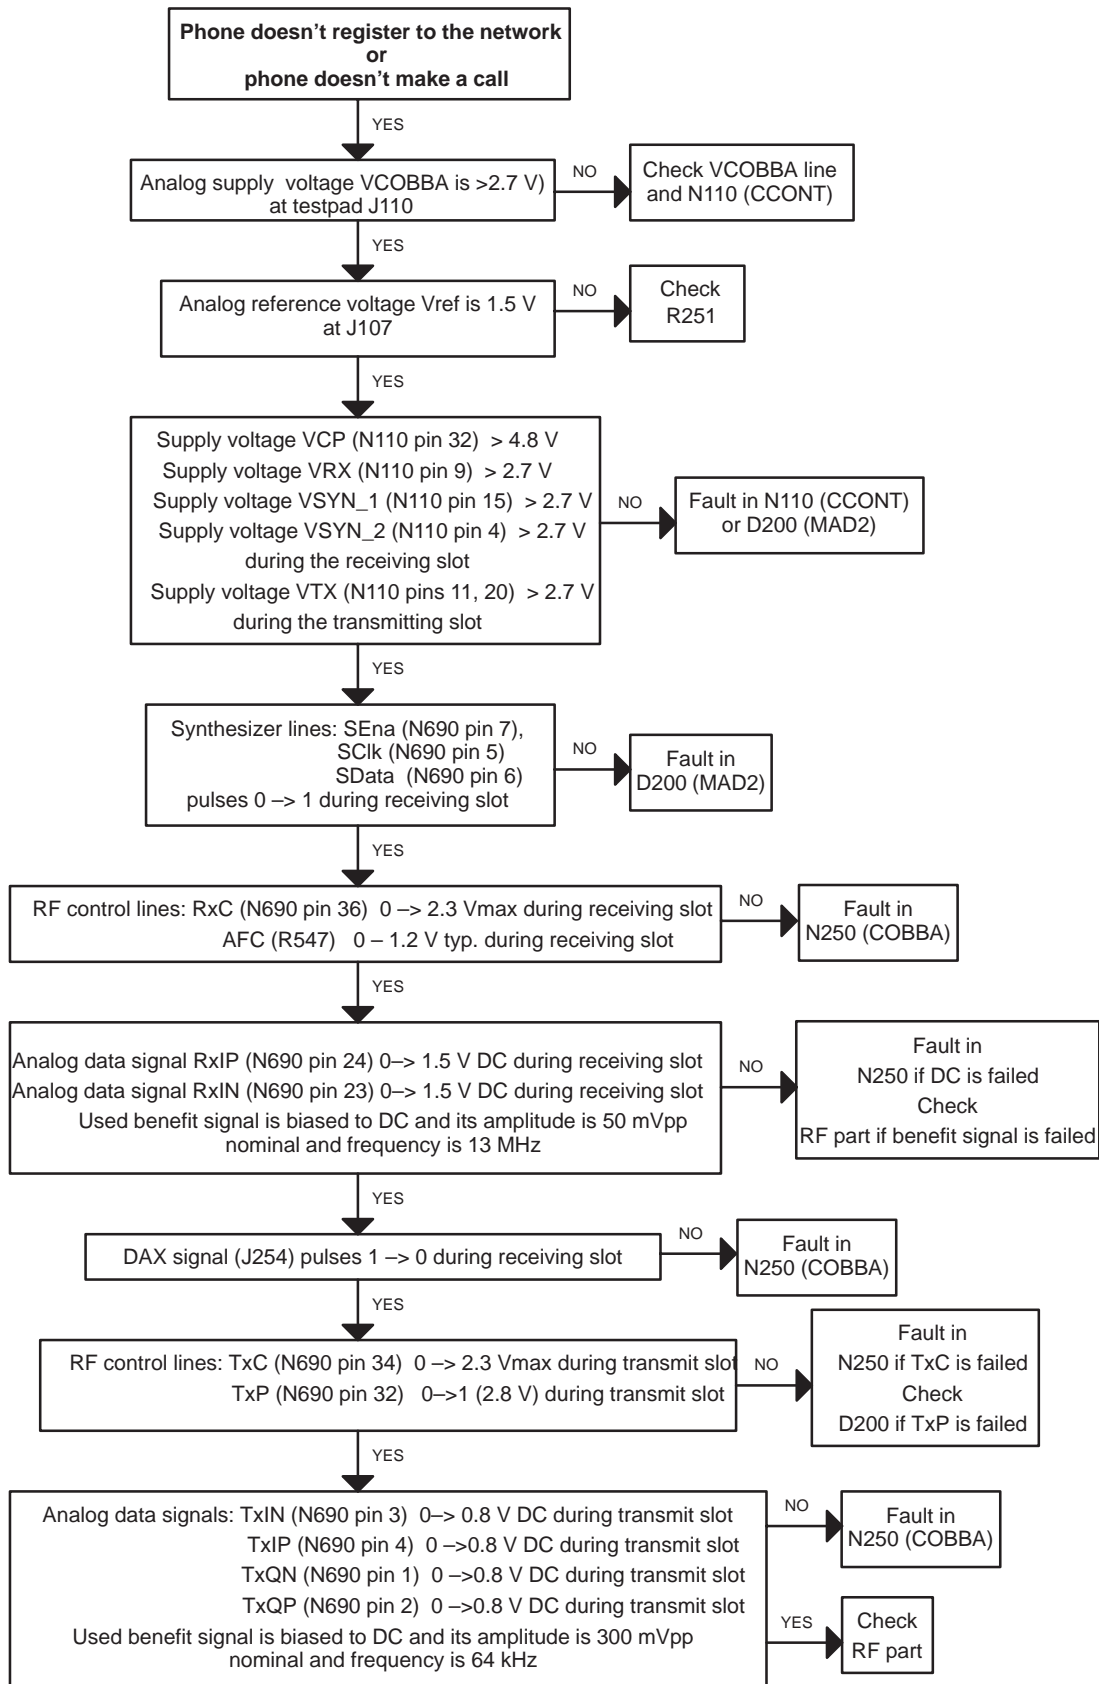 Phone doesn't register to the network
or
phone doesn't make a call
YES
Analog supply voltage VCOBBA is >2.7 V)
at testpad J110
NO
Check VCOBBA line
and N110 (CCONT)
YES
Analog reference voltage Vref is 1.5 V
at J107
NO
Check
R251
YES
Supply voltage VCP (N110 pin 32) > 4.8 V
Supply voltage VRX (N110 pin 9) > 2.7 V
Supply voltage VSYN_1 (N110 pin 15) > 2.7 V
Supply voltage VSYN_2 (N110 pin 4) > 2.7 V
during the receiving slot
Supply voltage VTX (N110 pins 11, 20) > 2.7 V
during the transmitting slot
NO
Fault in N110 (CCONT)
or D200 (MAD2)
YES
Synthesizer lines: SEna (N690 pin 7),
SClk (N690 pin 5)
SData (N690 pin 6)
pulses 0 –> 1 during receiving slot
NO
Fault in
D200 (MAD2)
YES
RF control lines: RxC (N690 pin 36) 0 –> 2.3 Vmax during receiving slot
AFC (R547) 0 – 1.2 V typ. during receiving slot
NO
Fault in
N250 (COBBA)
YES
Analog data signal RxIP (N690 pin 24) 0–> 1.5 V DC during receiving slot
Analog data signal RxIN (N690 pin 23) 0–> 1.5 V DC during receiving slot
Used benefit signal is biased to DC and its amplitude is 50 mVpp
nominal and frequency is 13 MHz
NO
Fault in
N250 if DC is failed
Check
RF part if benefit signal is failed
YES
DAX signal (J254) pulses 1 –> 0 during receiving slot
NO
Fault in
N250 (COBBA)
YES
RF control lines: TxC (N690 pin 34) 0 –> 2.3 Vmax during transmit slot
TxP (N690 pin 32) 0–>1 (2.8 V) during transmit slot
NO
Fault in
N250 if TxC is failed
Check
D200 if TxP is failed
YES
Analog data signals: TxIN (N690 pin 3) 0–> 0.8 V DC during transmit slot
TxIP (N690 pin 4) 0 –>0.8 V DC during transmit slot
TxQN (N690 pin 1) 0 –>0.8 V DC during transmit slot
TxQP (N690 pin 2) 0 –>0.8 V DC during transmit slot
Used benefit signal is biased to DC and its amplitude is 300 mVpp
nominal and frequency is 64 kHz
NO
Fault in
N250 (COBBA)
YES
Check
RF part